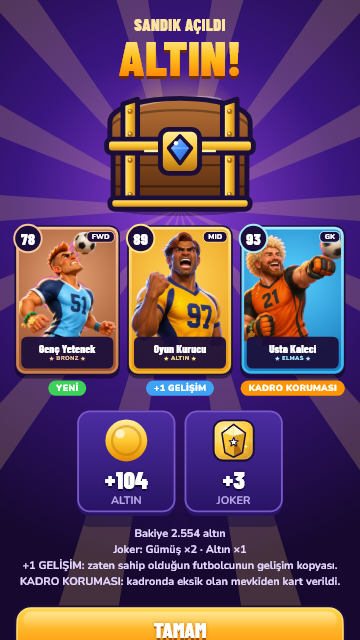 SANDIK AÇILDI
ALTIN!
78
FWD
51
Genç Yetenek
★ BRONZ ★
YENİ
89
MID
97
Oyun Kurucu
★ ALTIN ★
+1 GELİŞİM
93
GK
21
Usta Kaleci
★ ELMAS ★
KADRO KORUMASI
+104
ALTIN
+3
JOKER
Bakiye 2.554 altın
Joker: Gümüş ×2 · Altın ×1
+1 GELİŞİM: zaten sahip olduğun futbolcunun gelişim kopyası.
KADRO KORUMASI: kadronda eksik olan mevkiden kart verildi.
TAMAM